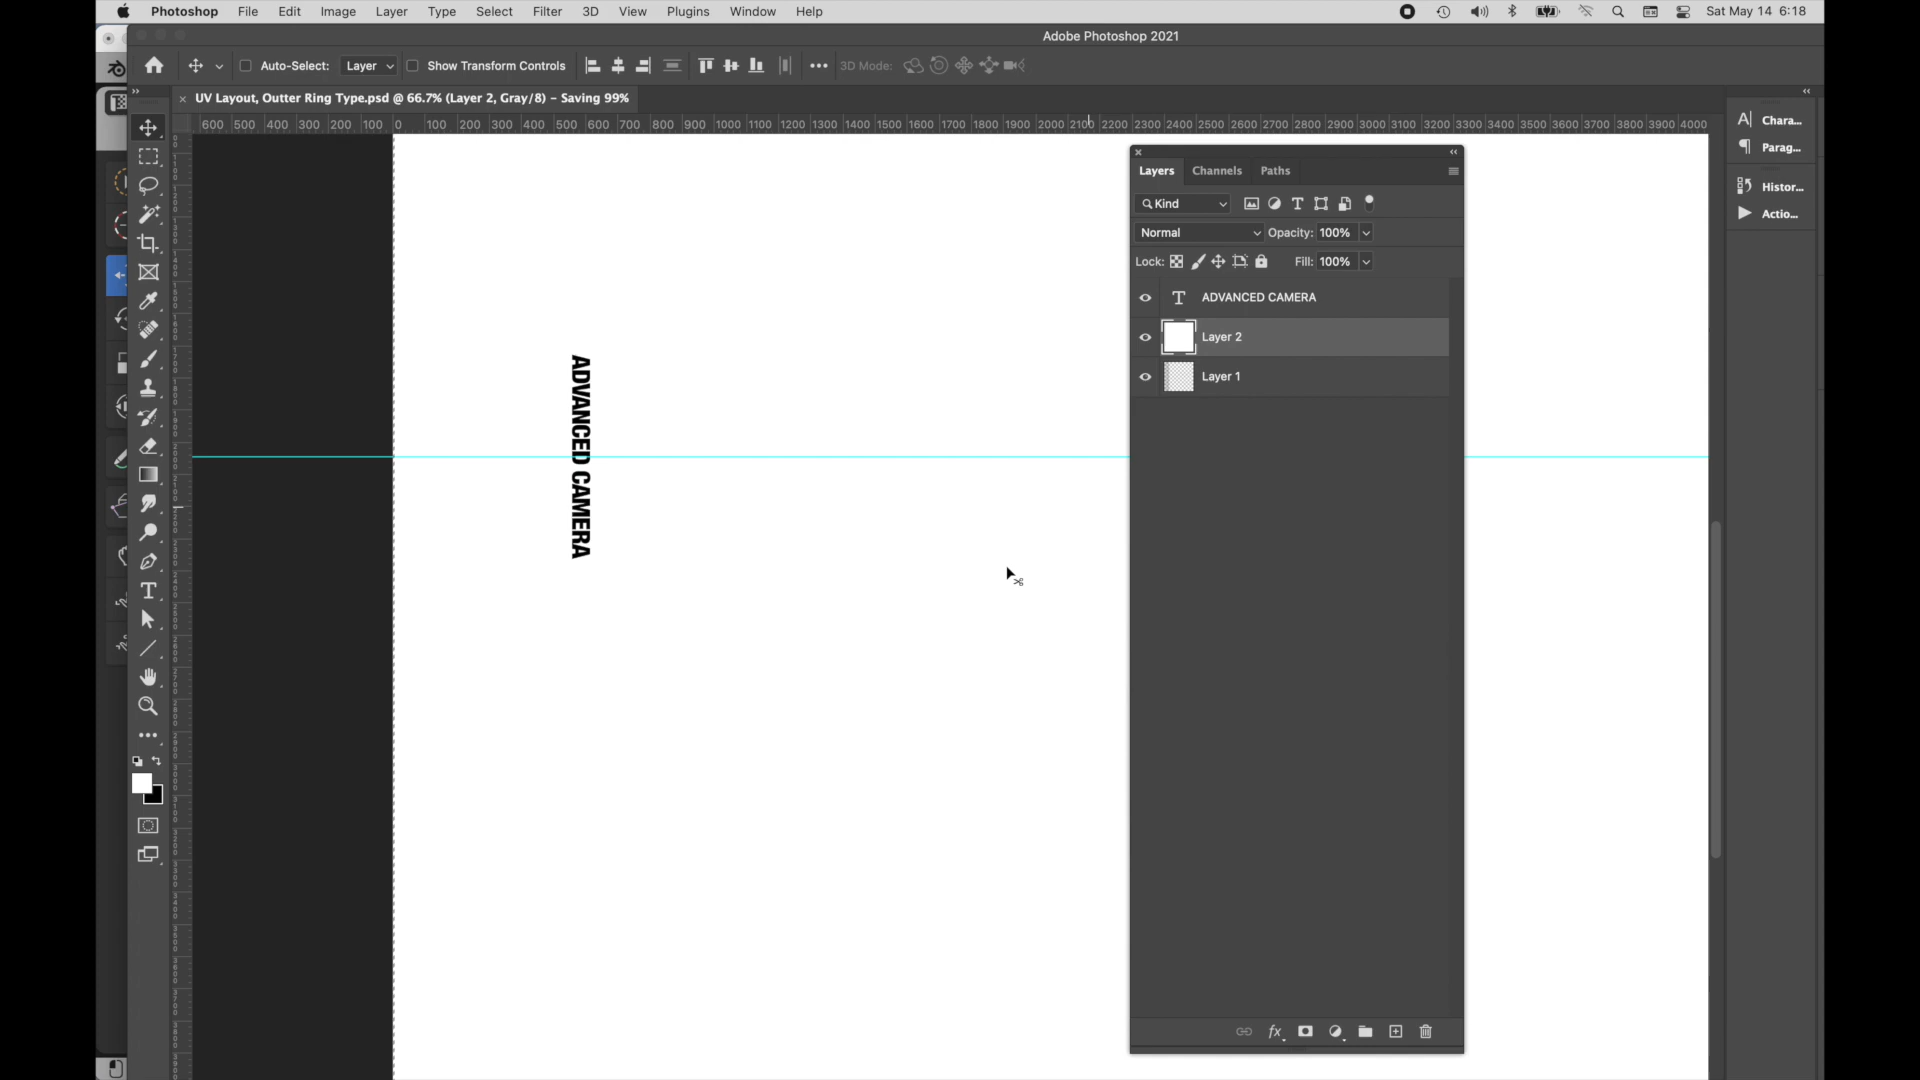 Photoshop File Edit Image Layer Type Select Filter 3D View Plugins Window Help Sat May 14 6:18
Adobe Photoshop 2021
Auto-Select: Layer Show Transform Controls 3D Mode:
UV Layout, Outter Ring Type.psd @ 66.7% (Layer 2, Gray/8) – Saving 99%
600 500 400 300 200 100 0 100 200 300 400 500 600 700 800 900 1000 1100 1200 1300 1400 1500 1600 1700 1800 1900 2000 2100 2200 2300 2400 2500 2600 2700 2800 2900 3000 3100 3200 3300 3400 3500 3600 3700 3800 3900 4000
Chara...
Parag...
Histor...
Actio...
Layers Channels Paths
Kind
Normal Opacity: 100%
Lock: Fill: 100%
ADVANCED CAMERA
Layer 2
Layer 1
ADVANCED CAMERA